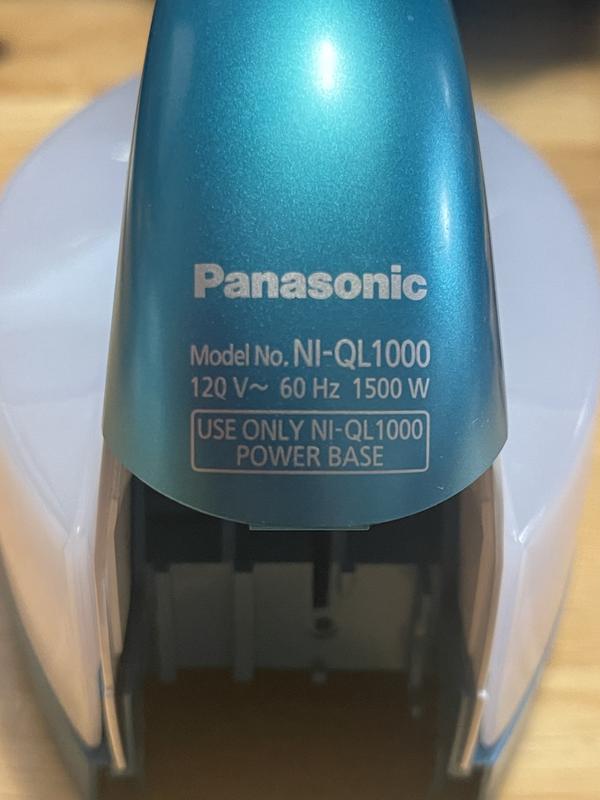 Panasonic
Model No. NI-QL1000
120 V~ 60 Hz 1500 W
USE ONLY NI-QL1000
POWER BASE